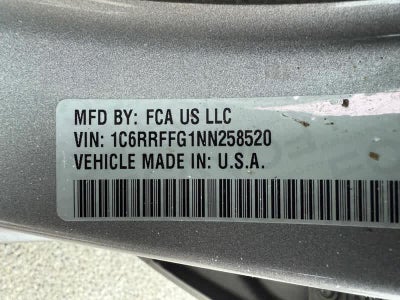 MFD BY: FCA US LLC
VIN: 1C6RRFFG1NN258520
VEHICLE MADE IN: U.S.A.